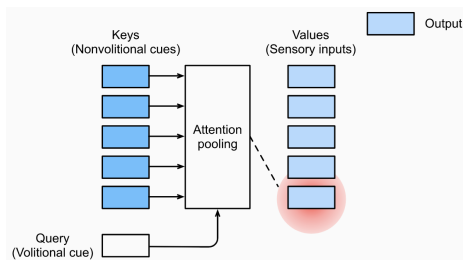 Keys
(Nonvolitional cues)
Values
(Sensory inputs)
Output
Attention
pooling
Query
(Volitional cue)